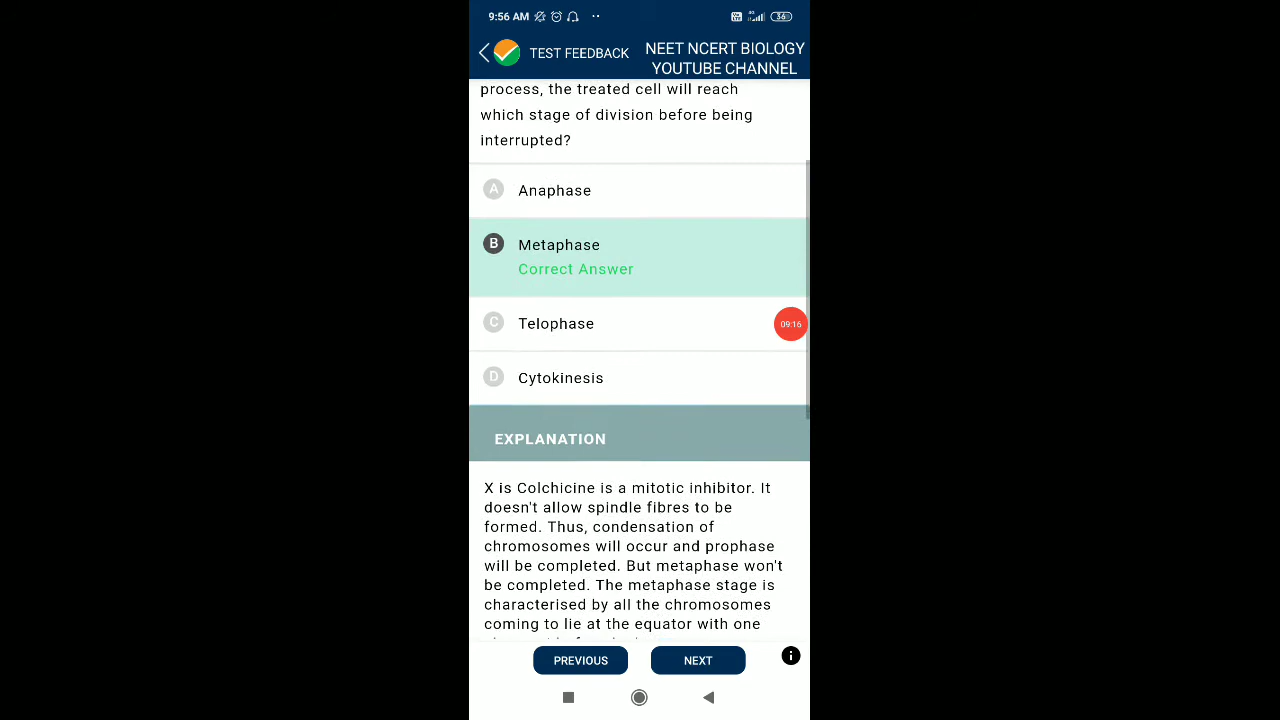 9:56 AM
4G
36
TEST FEEDBACK
NEET NCERT BIOLOGY
YOUTUBE CHANNEL
process, the treated cell will reach
which stage of division before being
interrupted?
A Anaphase
B Metaphase
Correct Answer
C Telophase
09:16
D Cytokinesis
EXPLANATION
X is Colchicine is a mitotic inhibitor. It
doesn't allow spindle fibres to be
formed. Thus, condensation of
chromosomes will occur and prophase
will be completed. But metaphase won't
be completed. The metaphase stage is
characterised by all the chromosomes
coming to lie at the equator with one
PREVIOUS
NEXT